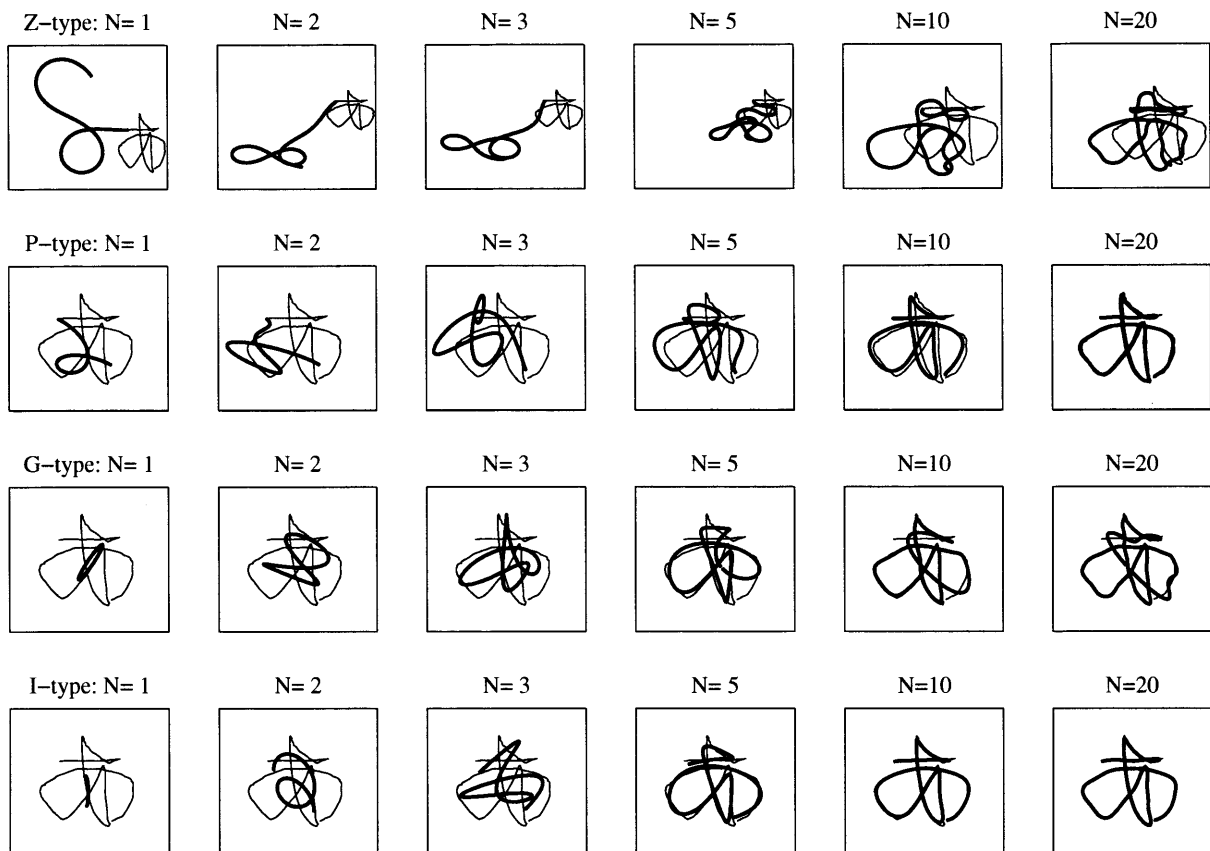 Z-type: N= 1 N= 2 N= 3 N= 5 N=10 N=20
P-type: N= 1 N= 2 N= 3 N= 5 N=10 N=20
G-type: N= 1 N= 2 N= 3 N= 5 N=10 N=20
I-type: N= 1 N= 2 N= 3 N= 5 N=10 N=20